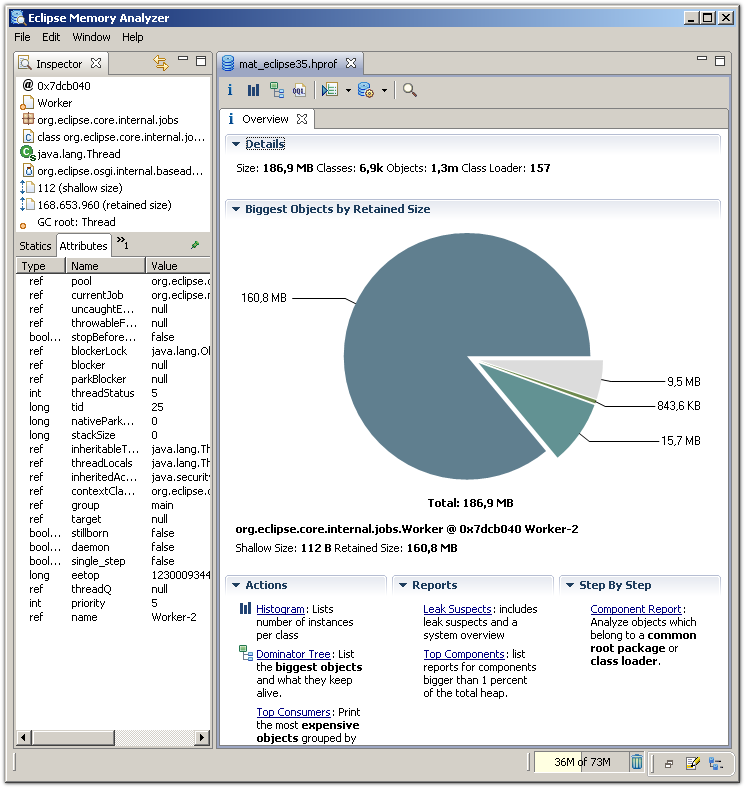 Eclipse Memory Analyzer
File Edit Window Help
Inspector
@ 0x7dcb040
Worker
org.eclipse.core.internal.jobs
class org.eclipse.core.internal.jo...
java.lang.Thread
org.eclipse.osgi.internal.basead...
112 (shallow size)
168.653.960 (retained size)
GC root: Thread
Statics Attributes »1
Type Name Value
ref pool org.eclipse.c
ref currentJob org.eclipse.r
ref uncaughtE... null
ref throwableF... null
bool... stopBefore... false
ref blockerLock java.lang.Ol
ref blocker null
ref parkBlocker null
int threadStatus 5
long tid 25
long nativePark... 0
long stackSize 0
ref inheritableT... java.lang.Th
ref threadLocals java.lang.Th
ref inheritedAc... java.security
ref contextCla... org.eclipse.c
ref group main
ref target null
bool... stillborn false
bool... daemon false
bool... single_step false
long eetop 1230009344
ref threadQ null
int priority 5
ref name Worker-2
mat_eclipse35.hprof
i OQL
i Overview
Details
Size: 186,9 MB Classes: 6,9k Objects: 1,3m Class Loader: 157
Biggest Objects by Retained Size
160,8 MB
9,5 MB
843,6 KB
15,7 MB
Total: 186,9 MB
org.eclipse.core.internal.jobs.Worker @ 0x7dcb040 Worker-2
Shallow Size: 112 B Retained Size: 160,8 MB
Actions
Histogram: Lists
number of instances
per class
Dominator Tree: List
the biggest objects
and what they keep
alive.
Top Consumers: Print
the most expensive
objects grouped by
Reports
Leak Suspects: includes
leak suspects and a
system overview
Top Components: list
reports for components
bigger than 1 percent
of the total heap.
Step By Step
Component Report:
Analyze objects which
belong to a common
root package or
class loader.
36M of 73M